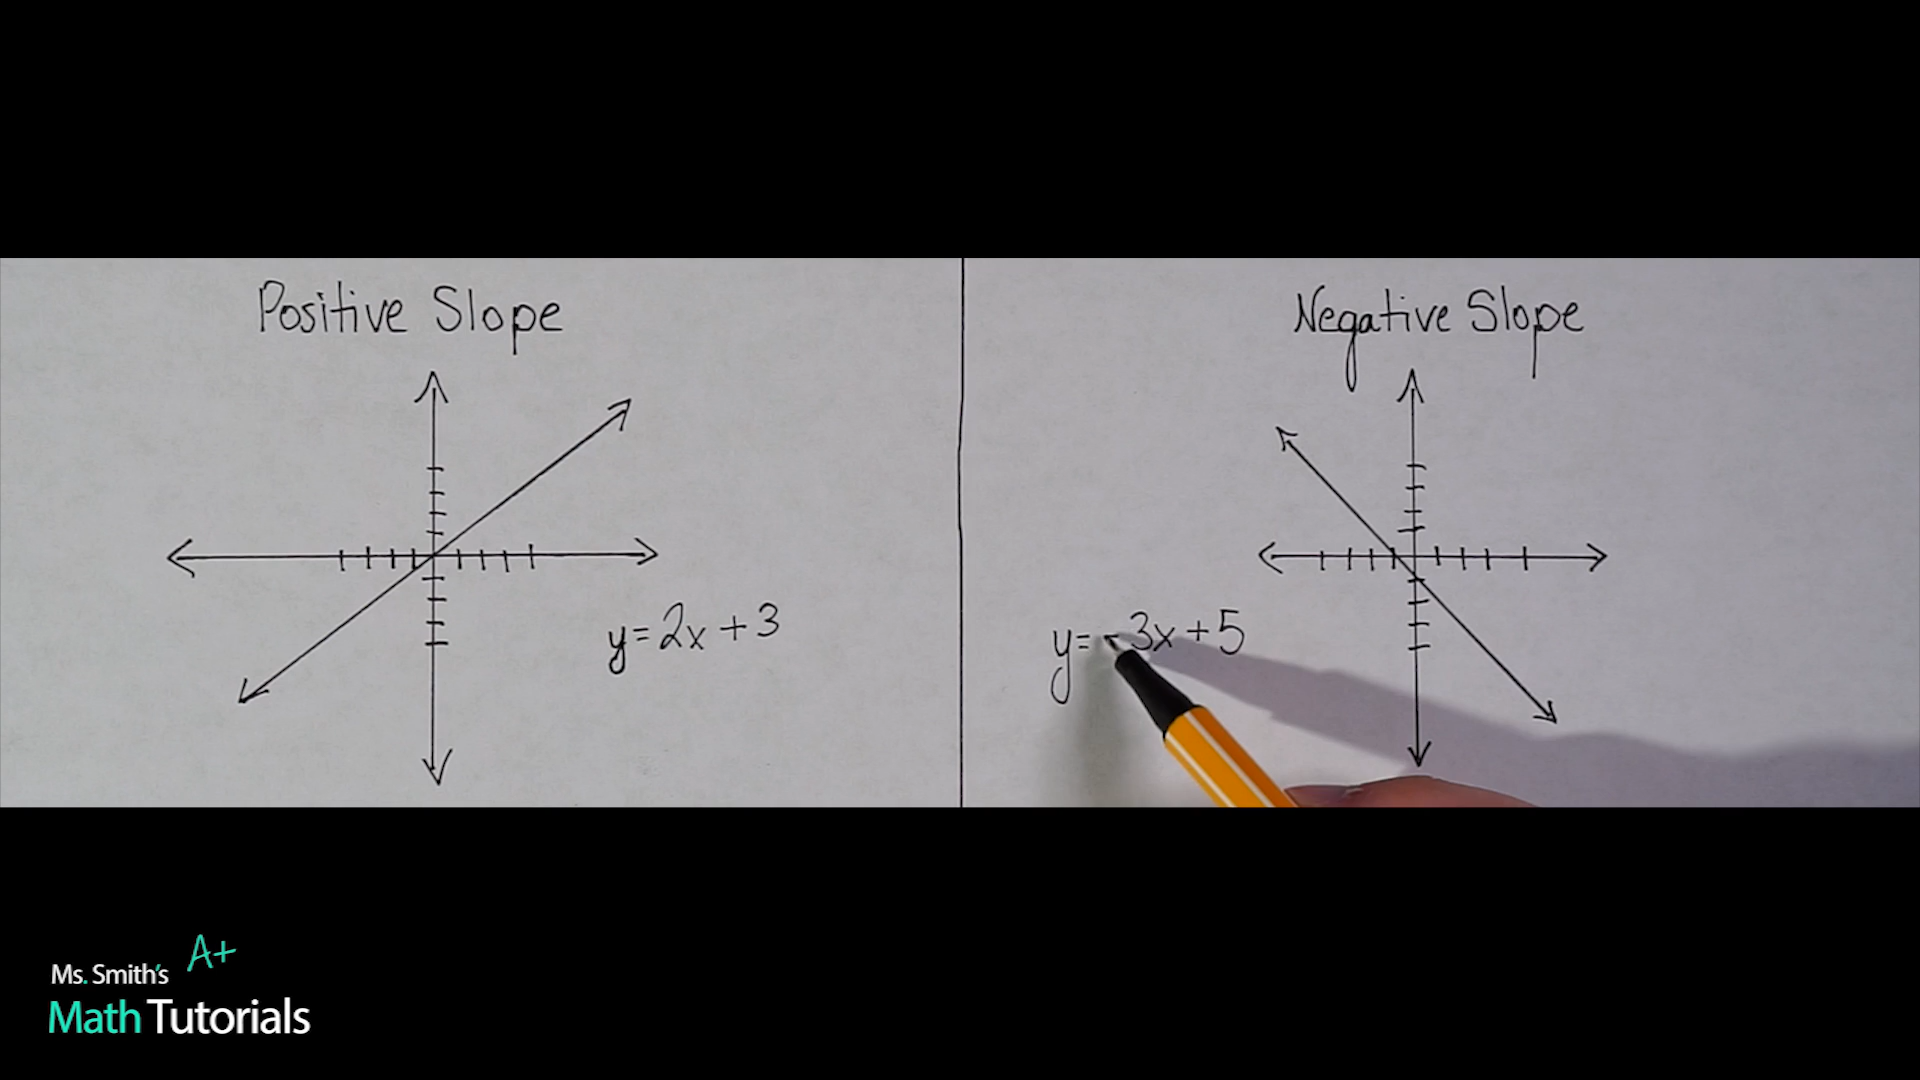 Positive Slope
Negative Slope
y=2x+3
y=-3x+5
Ms. Smith's A+
Math Tutorials